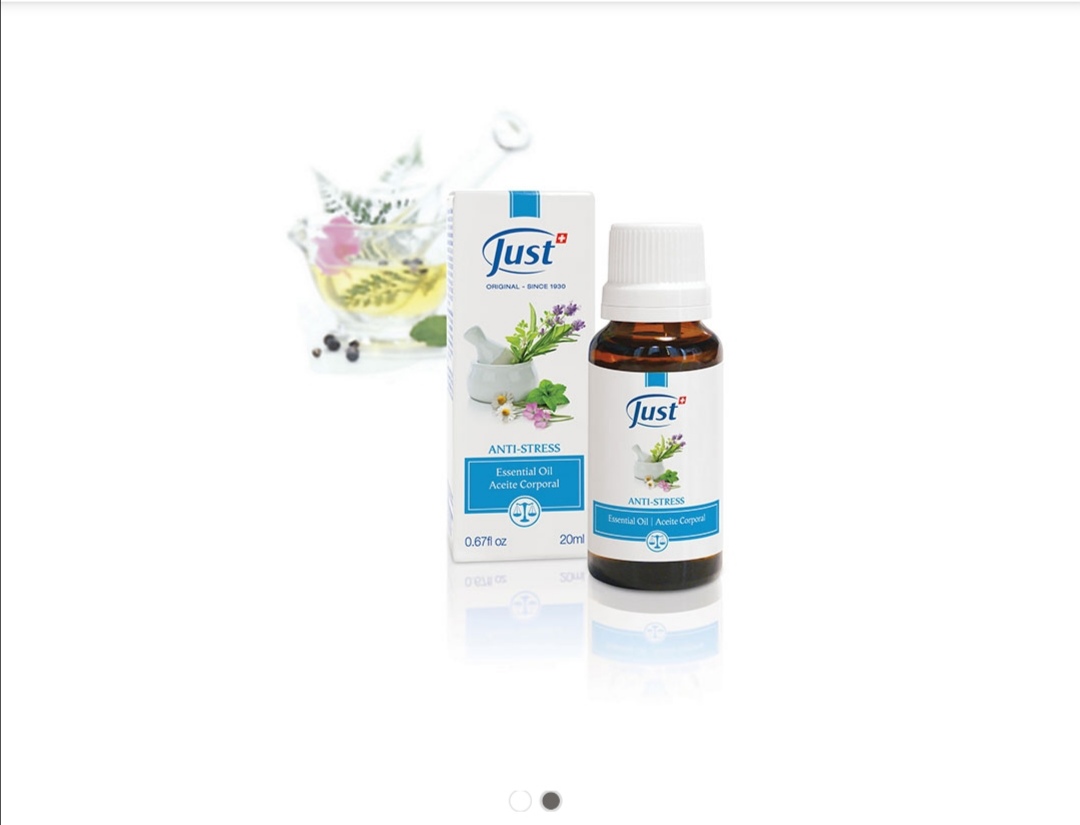 Just
ORIGINAL - SINCE 1930
ANTI-STRESS
Essential Oil
Aceite Corporal
0.67fl oz 20ml
Just
ANTI-STRESS
Essential Oil | Aceite Corporal